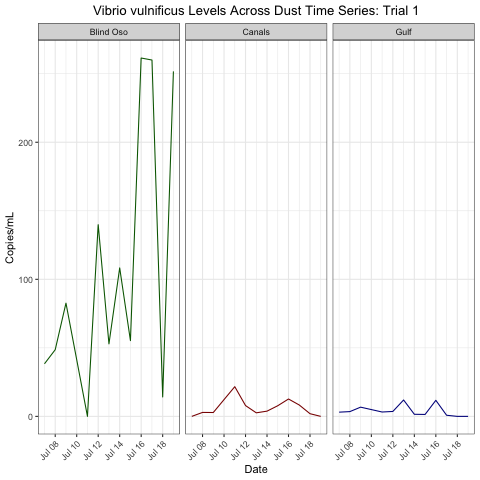 Vibrio vulnificus Levels Across Dust Time Series: Trial 1
Blind Oso Canals Gulf
Copies/mL
200
100
0
Jul 08 Jul 10 Jul 12 Jul 14 Jul 16 Jul 18 Jul 08 Jul 10 Jul 12 Jul 14 Jul 16 Jul 18 Jul 08 Jul 10 Jul 12 Jul 14 Jul 16 Jul 18
Date